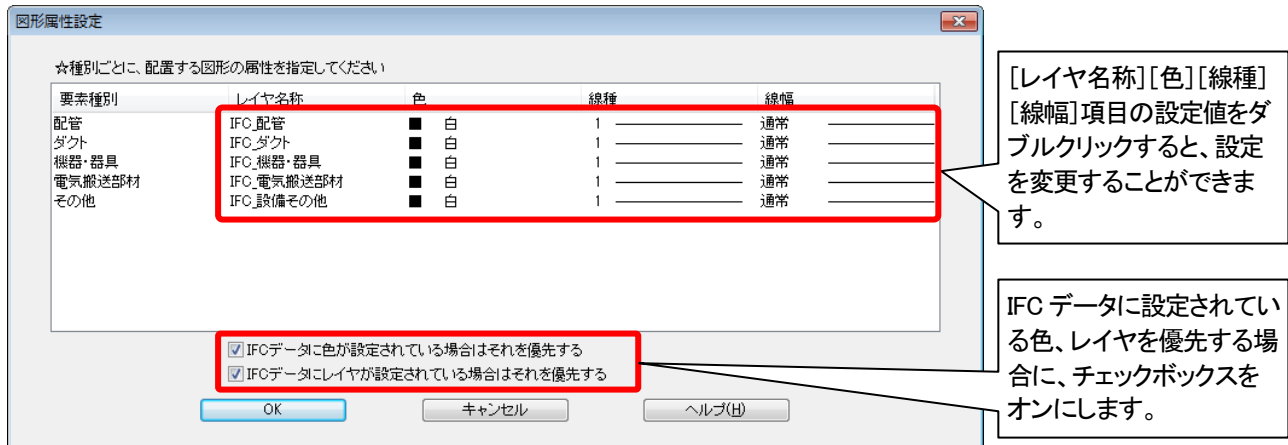 図形属性設定
☆種別ごとに、配置する図形の属性を指定してください
要素種別 レイヤ名称 色 線種 線幅
配管 IFC_配管 ■ 白 1 通常
ダクト IFC_ダクト ■ 白 1 通常
機器・器具 IFC_機器・器具 ■ 白 1 通常
電気搬送部材 IFC_電気搬送部材 ■ 白 1 通常
その他 IFC_設備その他 ■ 白 1 通常
IFCデータに色が設定されている場合はそれを優先する
IFCデータにレイヤが設定されている場合はそれを優先する
OK キャンセル ヘルプ(H)
[レイヤ名称][色][線種]
[線幅]項目の設定値をダ
ブルクリックすると、設定
を変更することができま
す。
IFC データに設定されてい
る色、レイヤを優先する場
合に、チェックボックスを
オンにします。